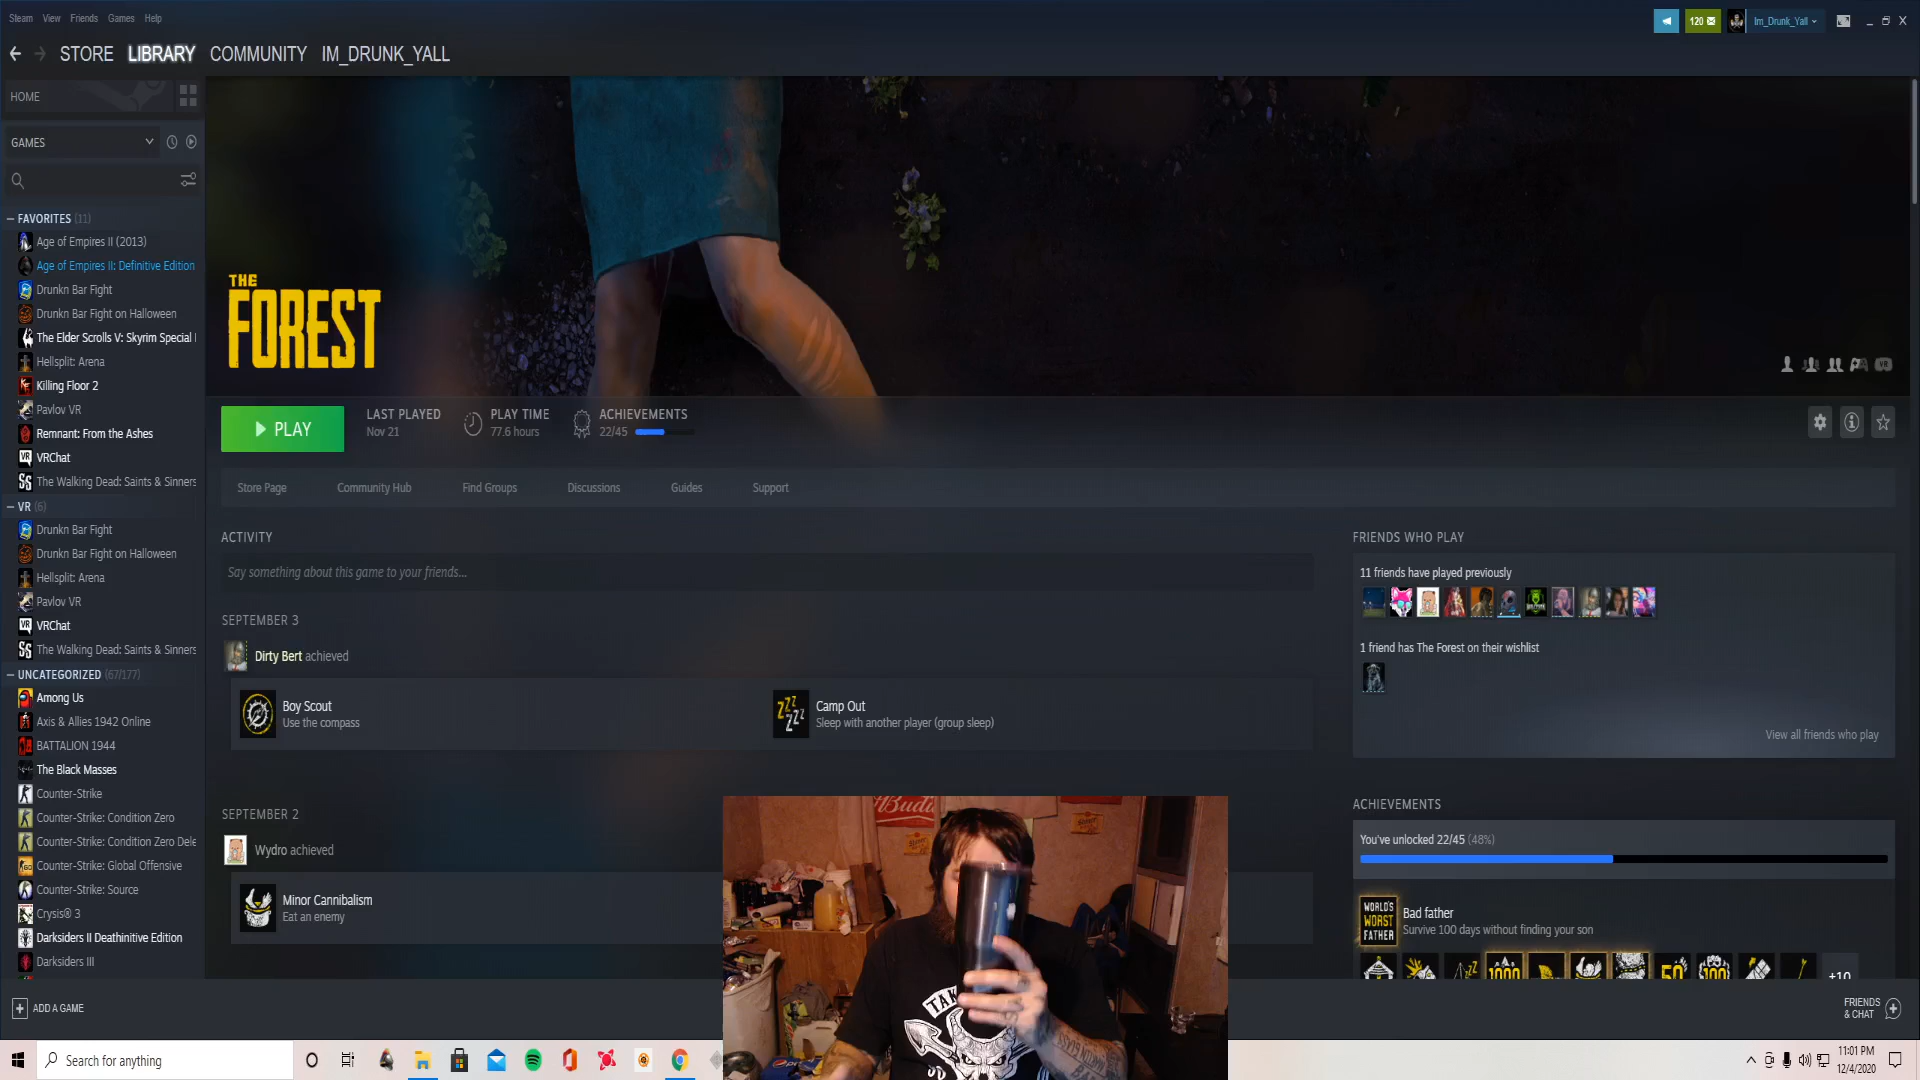 Steam View Friends Games Help
120
Im_Drunk_Yall
STORE LIBRARY COMMUNITY IM_DRUNK_YALL
HOME
GAMES
FAVORITES (11)
Age of Empires II (2013)
Age of Empires II: Definitive Edition
Drunkn Bar Fight
Drunkn Bar Fight on Halloween
The Elder Scrolls V: Skyrim Special
Hellsplit: Arena
Killing Floor 2
Pavlov VR
Remnant: From the Ashes
VRChat
The Walking Dead: Saints & Sinners
VR (6)
Drunkn Bar Fight
Drunkn Bar Fight on Halloween
Hellsplit: Arena
Pavlov VR
VRChat
The Walking Dead: Saints & Sinners
UNCATEGORIZED (67/177)
Among Us
Axis & Allies 1942 Online
BATTALION 1944
The Black Masses
Counter-Strike
Counter-Strike: Condition Zero
Counter-Strike: Condition Zero Dele
Counter-Strike: Global Offensive
Counter-Strike: Source
Crysis® 3
Darksiders II Deathinitive Edition
Darksiders III
ADD A GAME
THE
FOREST
PLAY
LAST PLAYED
Nov 21
PLAY TIME
77.6 hours
ACHIEVEMENTS
22/45
Store Page Community Hub Find Groups Discussions Guides Support
ACTIVITY
Say something about this game to your friends...
SEPTEMBER 3
Dirty Bert achieved
Boy Scout
Use the compass
Camp Out
Sleep with another player (group sleep)
SEPTEMBER 2
Wydro achieved
Minor Cannibalism
Eat an enemy
FRIENDS WHO PLAY
11 friends have played previously
1 friend has The Forest on their wishlist
View all friends who play
ACHIEVEMENTS
You've unlocked 22/45 (48%)
WORLD'S
WORST
FATHER
Bad father
Survive 100 days without finding your son
1000
50
100
+10
FRIENDS
& CHAT
Search for anything
11:01 PM
12/4/2020